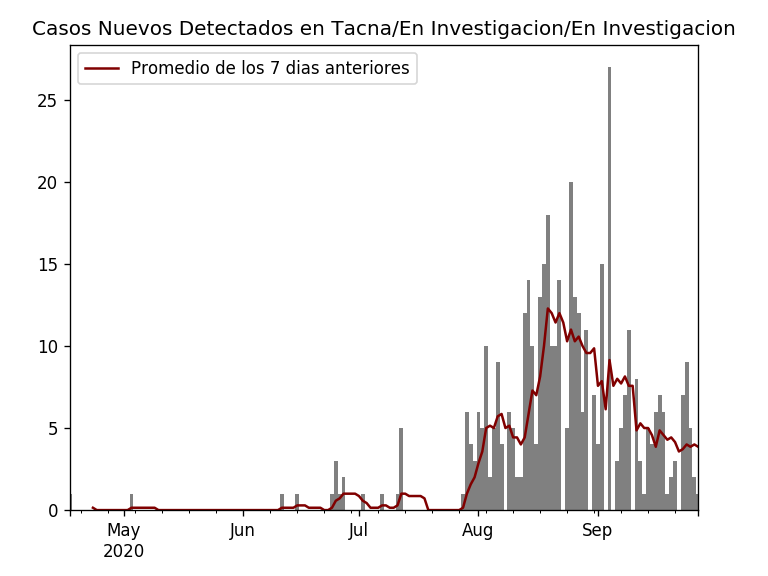 Casos Nuevos Detectados en Tacna/En Investigacion/En Investigacion
Promedio de los 7 dias anteriores
25
20
15
10
5
0
May Jun Jul Aug Sep
2020